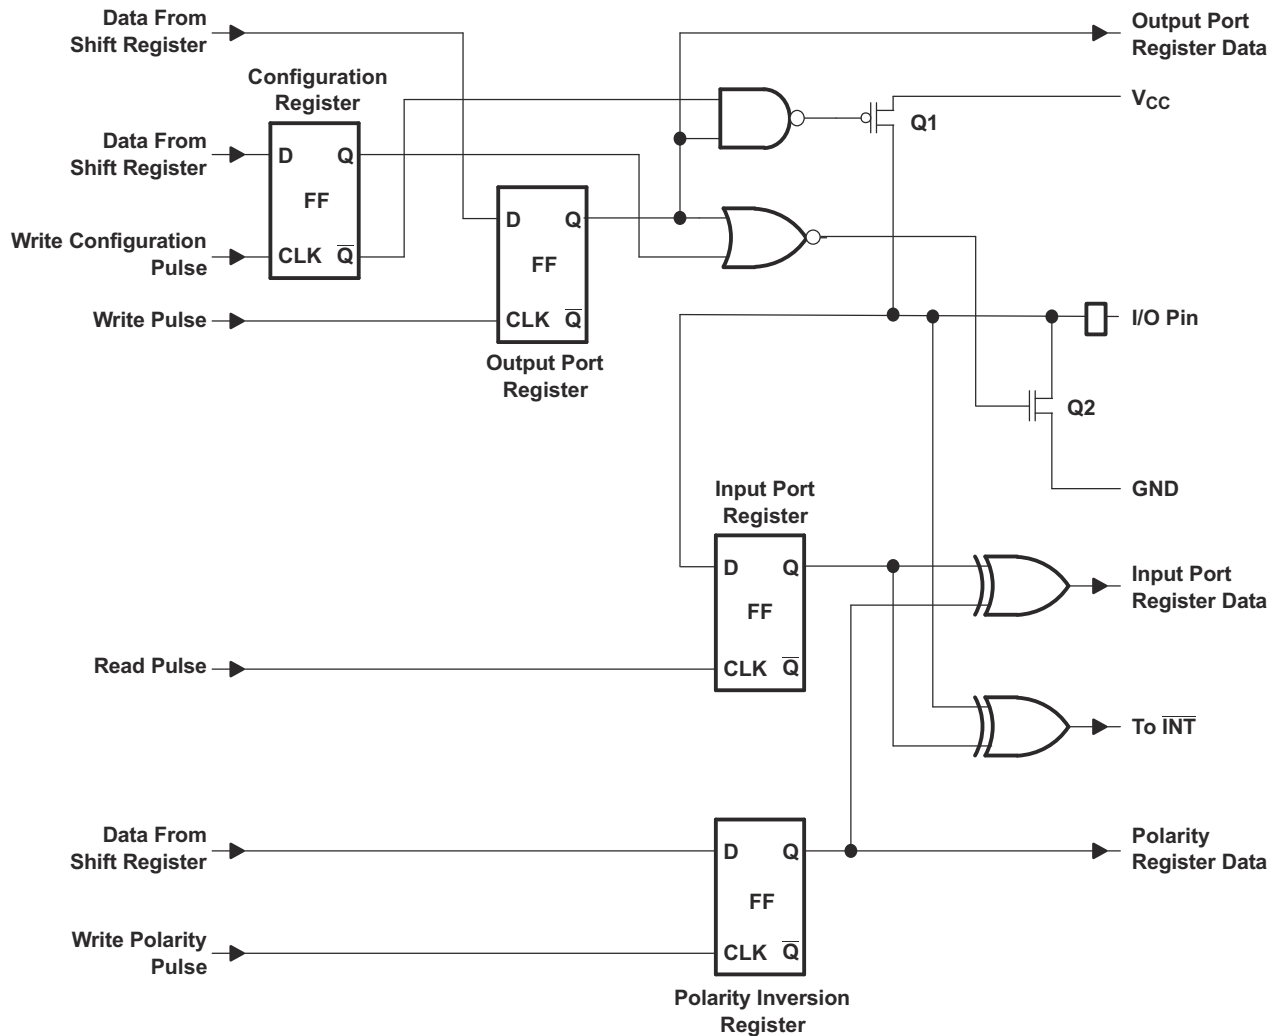 Data From
Shift Register
Output Port
Register Data
Configuration
Register
VCC
Q1
Data From
Shift Register
D
Q
FF
CLK
Q̅
D
Q
FF
CLK
Q̅
Write Configuration
Pulse
Write Pulse
I/O Pin
Output Port
Register
Q2
GND
Input Port
Register
D
Q
FF
CLK
Q̅
Input Port
Register Data
Read Pulse
To I̅N̅T̅
Data From
Shift Register
D
Q
FF
CLK
Q̅
Polarity
Register Data
Write Polarity
Pulse
Polarity Inversion
Register